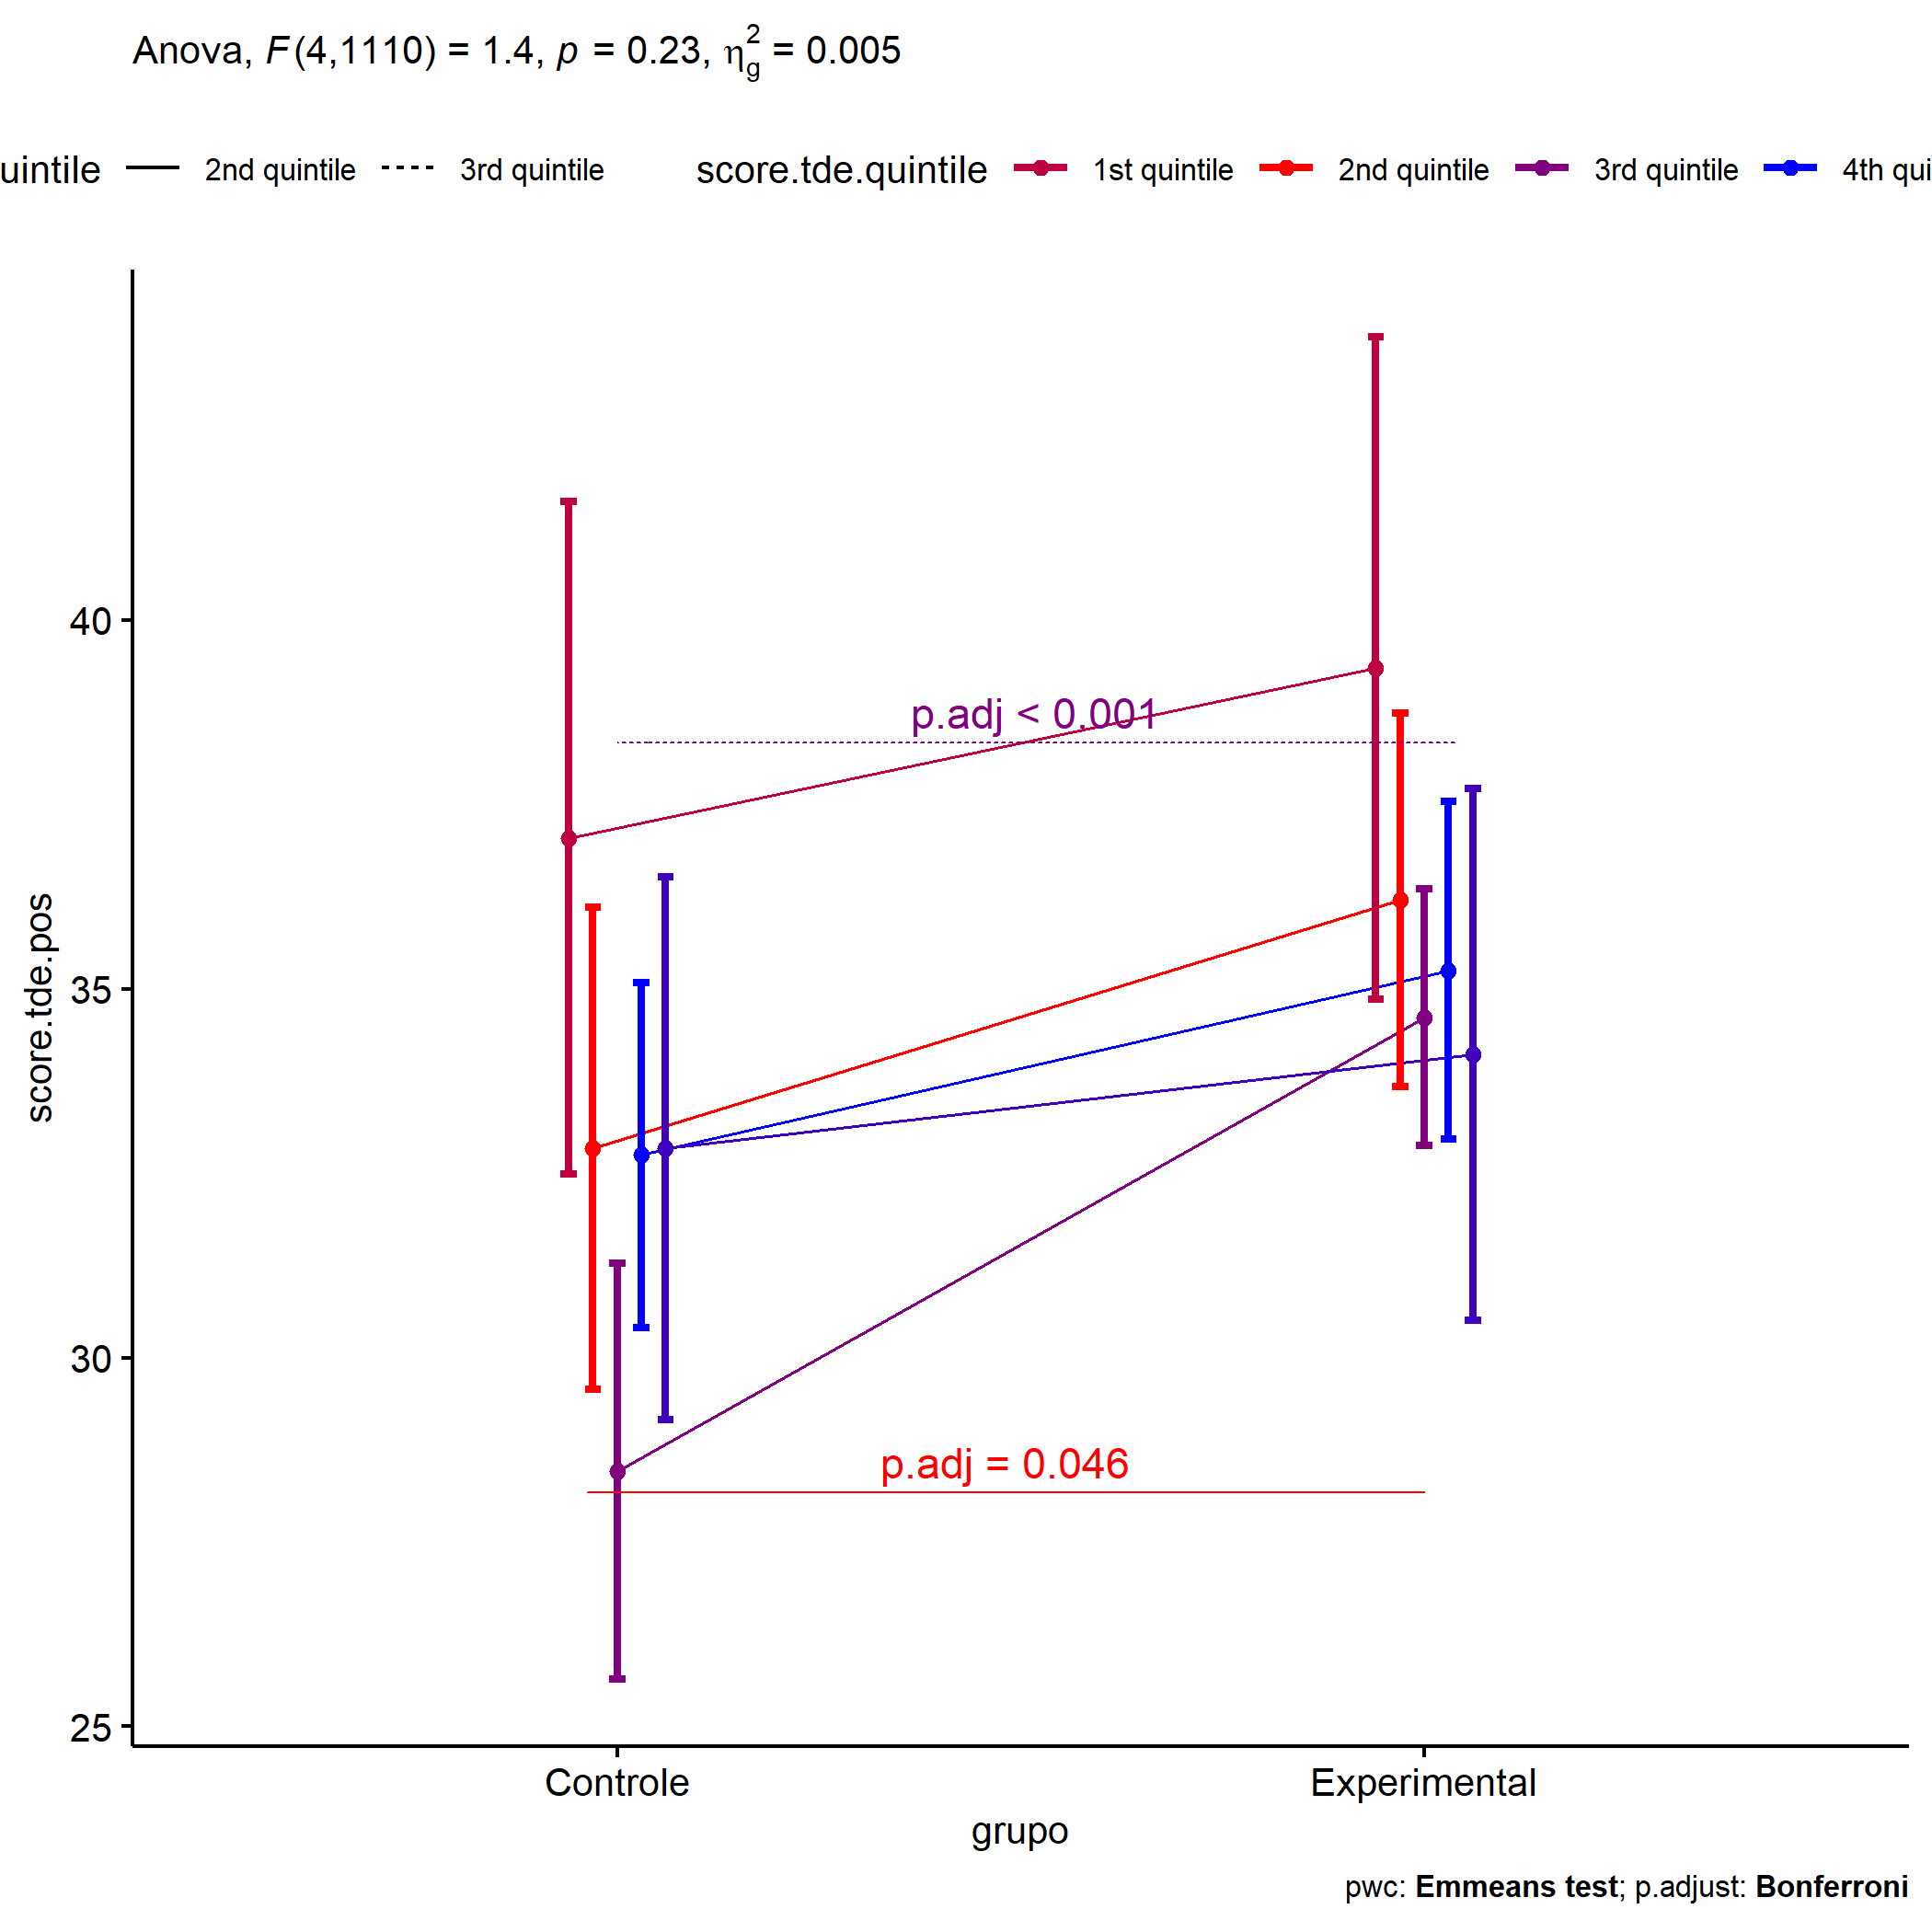 Anova, F(4,1110) = 1.4, p = 0.23, η²g = 0.005
uintile 2nd quintile 3rd quintile score.tde.quintile 1st quintile 2nd quintile 3rd quintile 4th qui
40
35
30
25
score.tde.pos
p.adj < 0.001
p.adj = 0.046
Controle Experimental
grupo
pwc: Emmeans test; p.adjust: Bonferroni